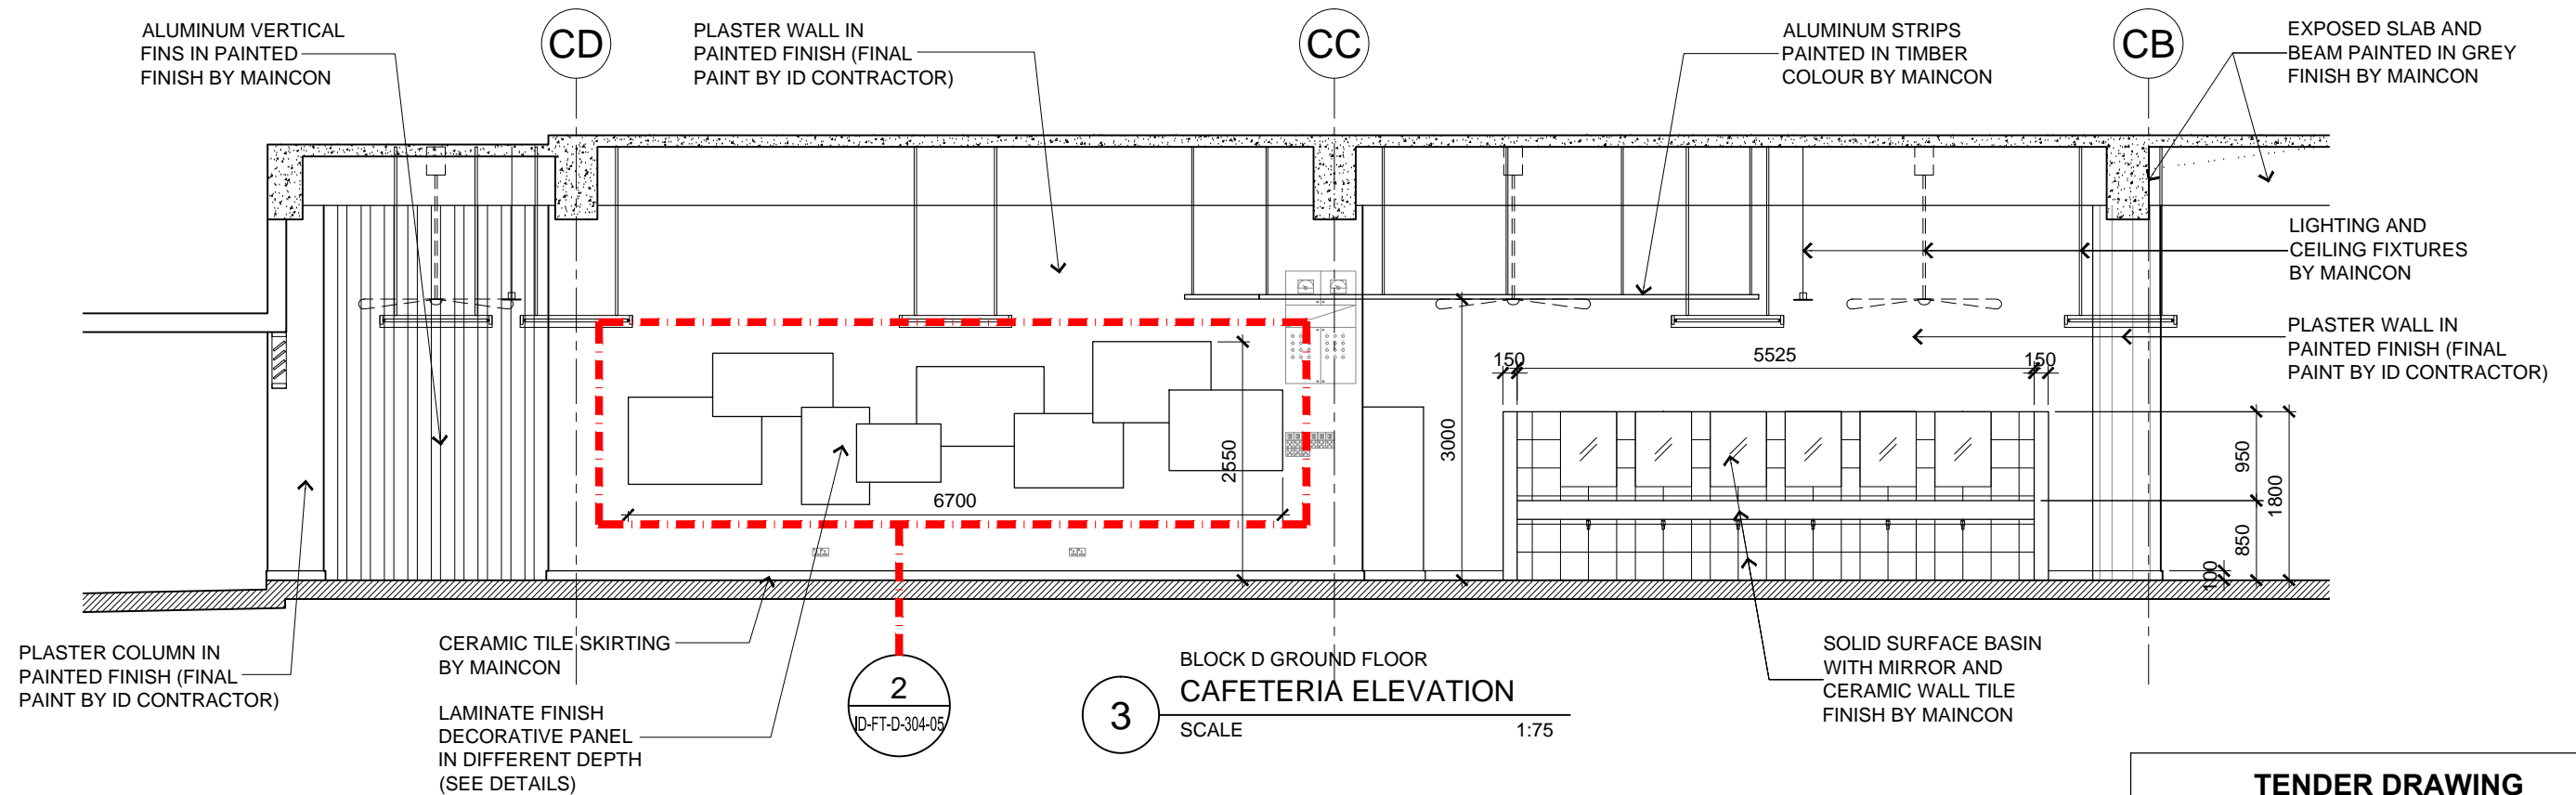 ALUMINUM VERTICAL
FINS IN PAINTED
FINISH BY MAINCON
CD
PLASTER WALL IN
PAINTED FINISH (FINAL
PAINT BY ID CONTRACTOR)
CC
ALUMINUM STRIPS
PAINTED IN TIMBER
COLOUR BY MAINCON
CB
EXPOSED SLAB AND
BEAM PAINTED IN GREY
FINISH BY MAINCON
LIGHTING AND
CEILING FIXTURES
BY MAINCON
PLASTER WALL IN
PAINTED FINISH (FINAL
PAINT BY ID CONTRACTOR)
150
5525
150
3000
2550
6700
950
1800
850
100
PLASTER COLUMN IN
PAINTED FINISH (FINAL
PAINT BY ID CONTRACTOR)
CERAMIC TILE SKIRTING
BY MAINCON
LAMINATE FINISH
DECORATIVE PANEL
IN DIFFERENT DEPTH
(SEE DETAILS)
2
ID-FT-D-304-05
3
BLOCK D GROUND FLOOR
CAFETERIA ELEVATION
SCALE 1:75
SOLID SURFACE BASIN
WITH MIRROR AND
CERAMIC WALL TILE
FINISH BY MAINCON
TENDER DRAWING